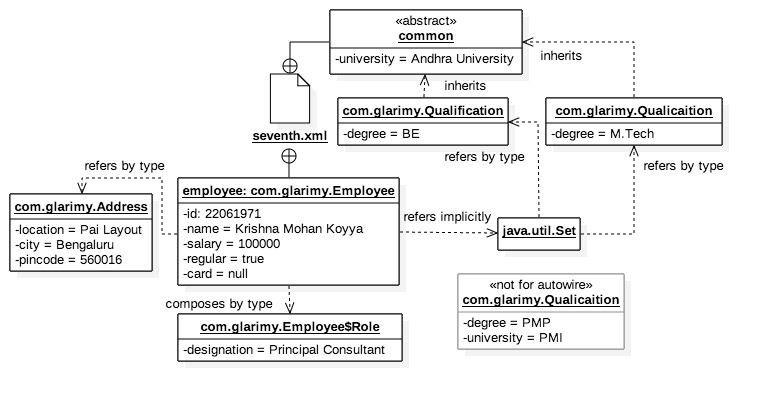 «abstract»
common
-university = Andhra University
inherits
inherits
com.glarimy.Qualification
-degree = BE
com.glarimy.Qualicaition
-degree = M.Tech
seventh.xml
refers by type
refers by type
refers by type
com.glarimy.Address
-location = Pai Layout
-city = Bengaluru
-pincode = 560016
employee: com.glarimy.Employee
-id: 22061971
-name = Krishna Mohan Koyya
-salary = 100000
-regular = true
-card = null
refers implicitly
java.util.Set
composes by type
com.glarimy.Employee$Role
-designation = Principal Consultant
«not for autowire»
com.glarimy.Qualicaition
-degree = PMP
-university = PMI